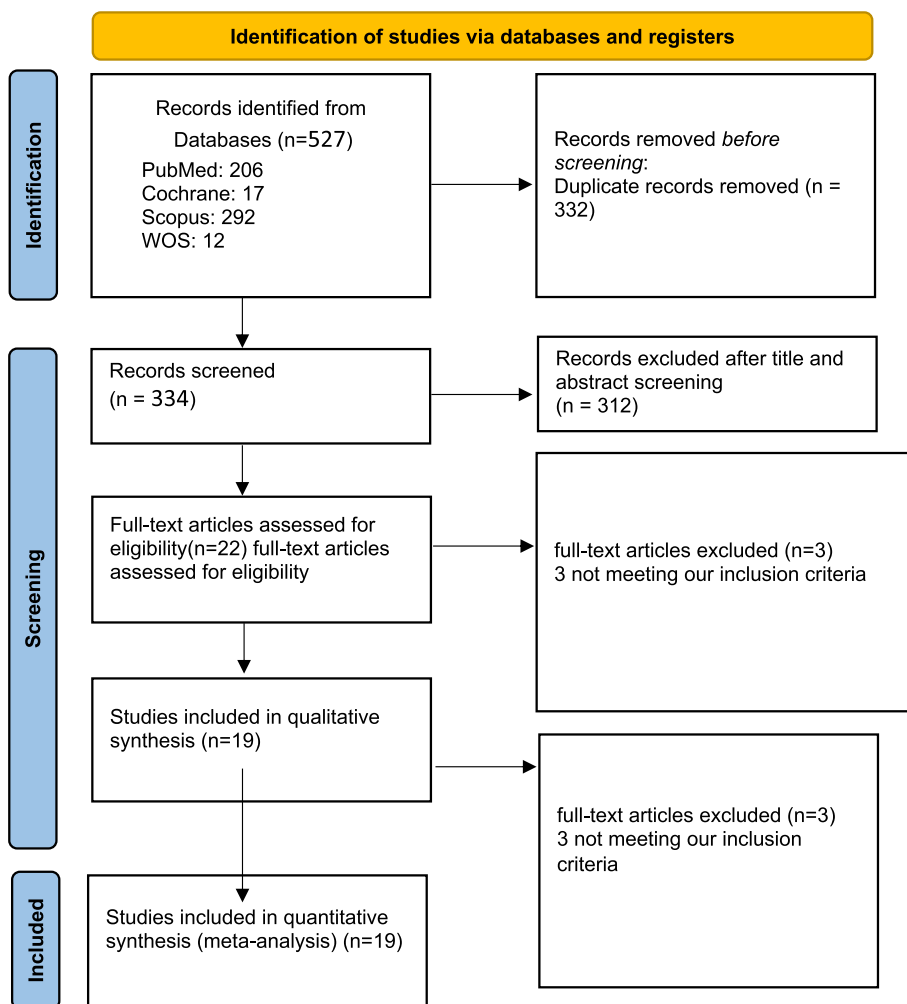 Identification of studies via databases and registers
Identification
Records identified from
Databases (n=527)
PubMed: 206
Cochrane: 17
Scopus: 292
WOS: 12
Records removed before
screening:
Duplicate records removed (n =
332)
Screening
Records screened
(n = 334)
Records excluded after title and
abstract screening
(n = 312)
Full-text articles assessed for
eligibility(n=22) full-text articles
assessed for eligibility
full-text articles excluded (n=3)
3 not meeting our inclusion criteria
Studies included in qualitative
synthesis (n=19)
full-text articles excluded (n=3)
3 not meeting our inclusion
criteria
Included
Studies included in quantitative
synthesis (meta-analysis) (n=19)